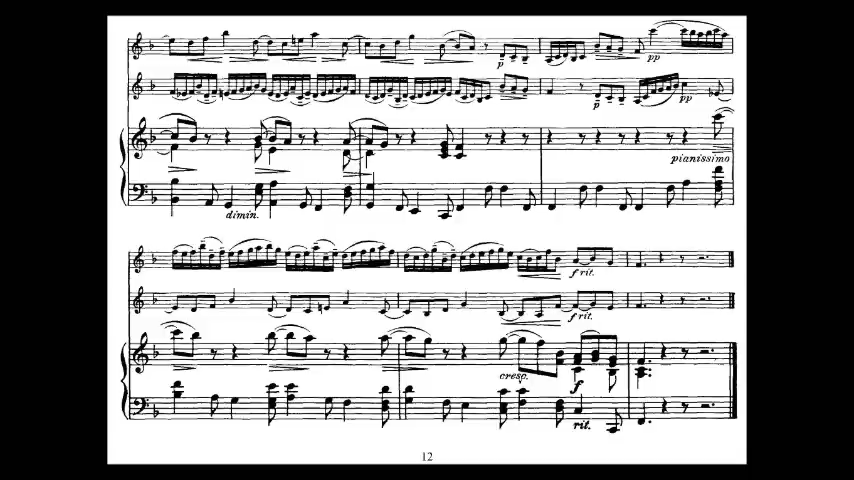 p
pp
p
pp
pianissimo
dimin.
f rit.
f rit.
cresc.
f
rit.
12